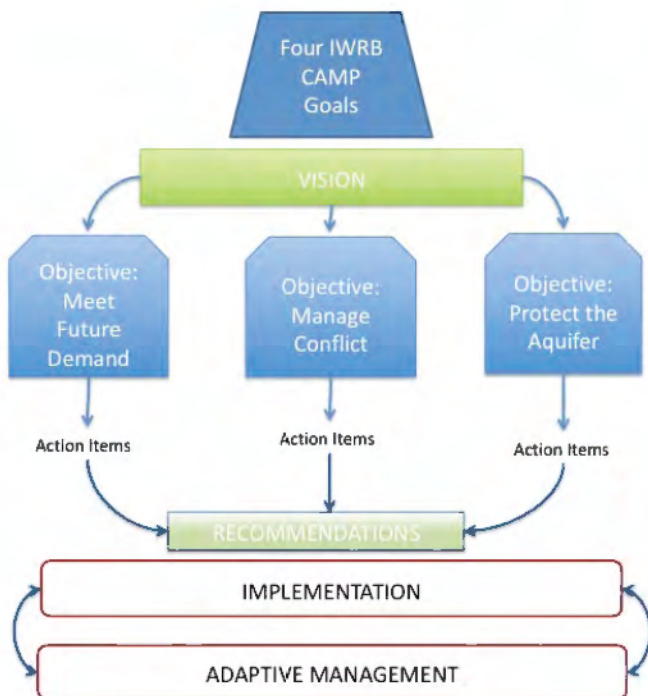 Four IWRB
CAMP
Goals
VISION
Objective:
Meet
Future
Demand
Objective:
Manage
Conflict
Objective:
Protect the
Aquifer
Action Items
Action Items
Action Items
RECOMMENDATIONS
IMPLEMENTATION
ADAPTIVE MANAGEMENT